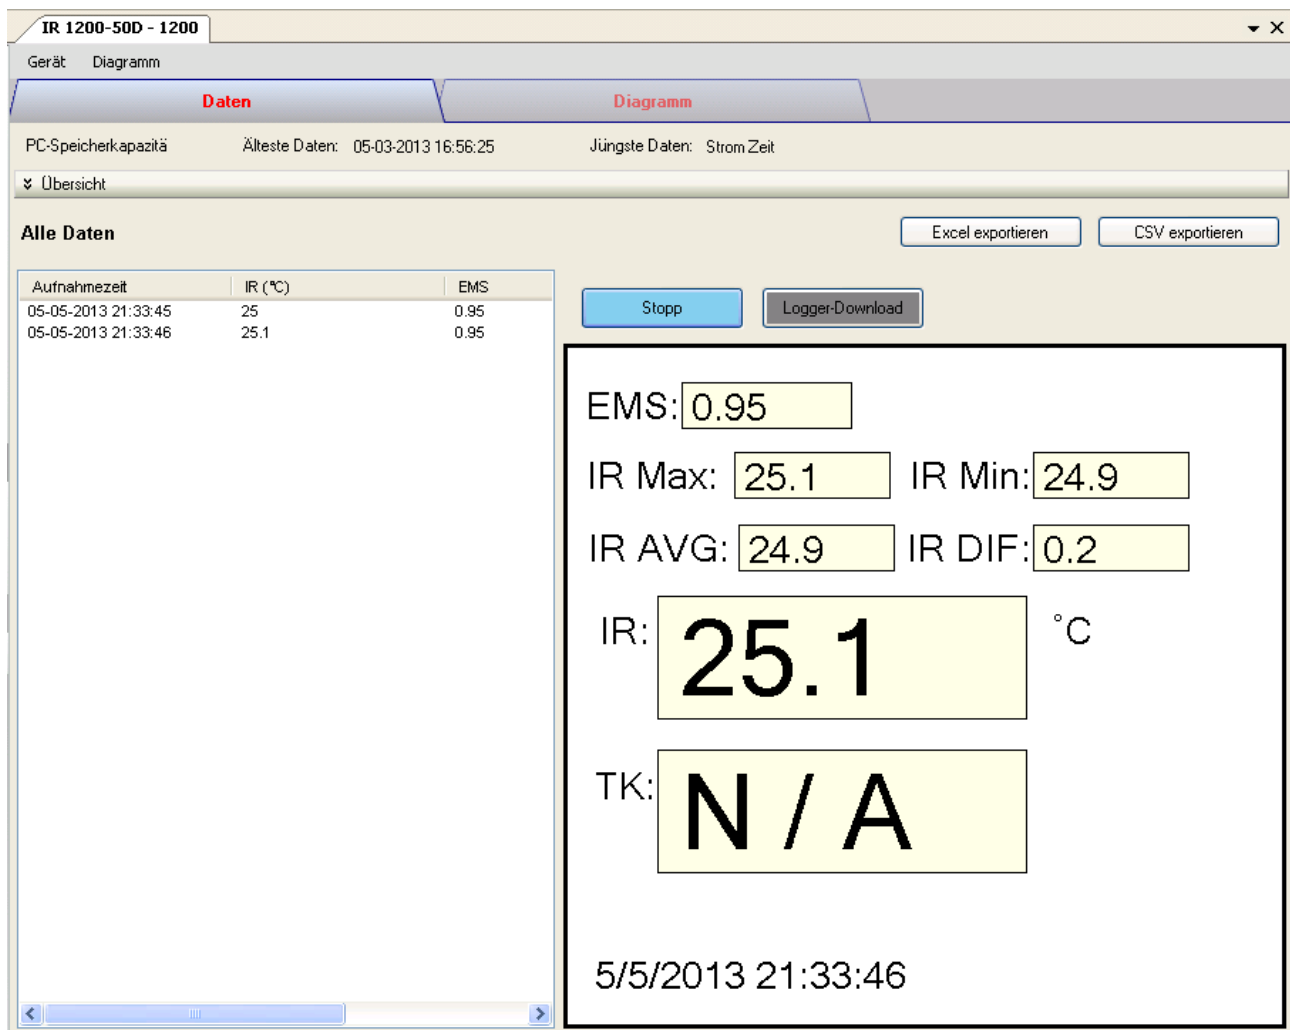 IR 1200-50D - 1200
Gerät Diagramm
Daten Diagramm
PC-Speicherkapazitä Älteste Daten: 05-03-2013 16:56:25 Jüngste Daten: Strom Zeit
Übersicht
Alle Daten Excel exportieren CSV exportieren
Aufnahmezeit IR (°C) EMS
05-05-2013 21:33:45 25 0.95
05-05-2013 21:33:46 25.1 0.95
Stopp Logger-Download
EMS: 0.95
IR Max: 25.1 IR Min: 24.9
IR AVG: 24.9 IR DIF: 0.2
IR: 25.1 °C
TK: N / A
5/5/2013 21:33:46